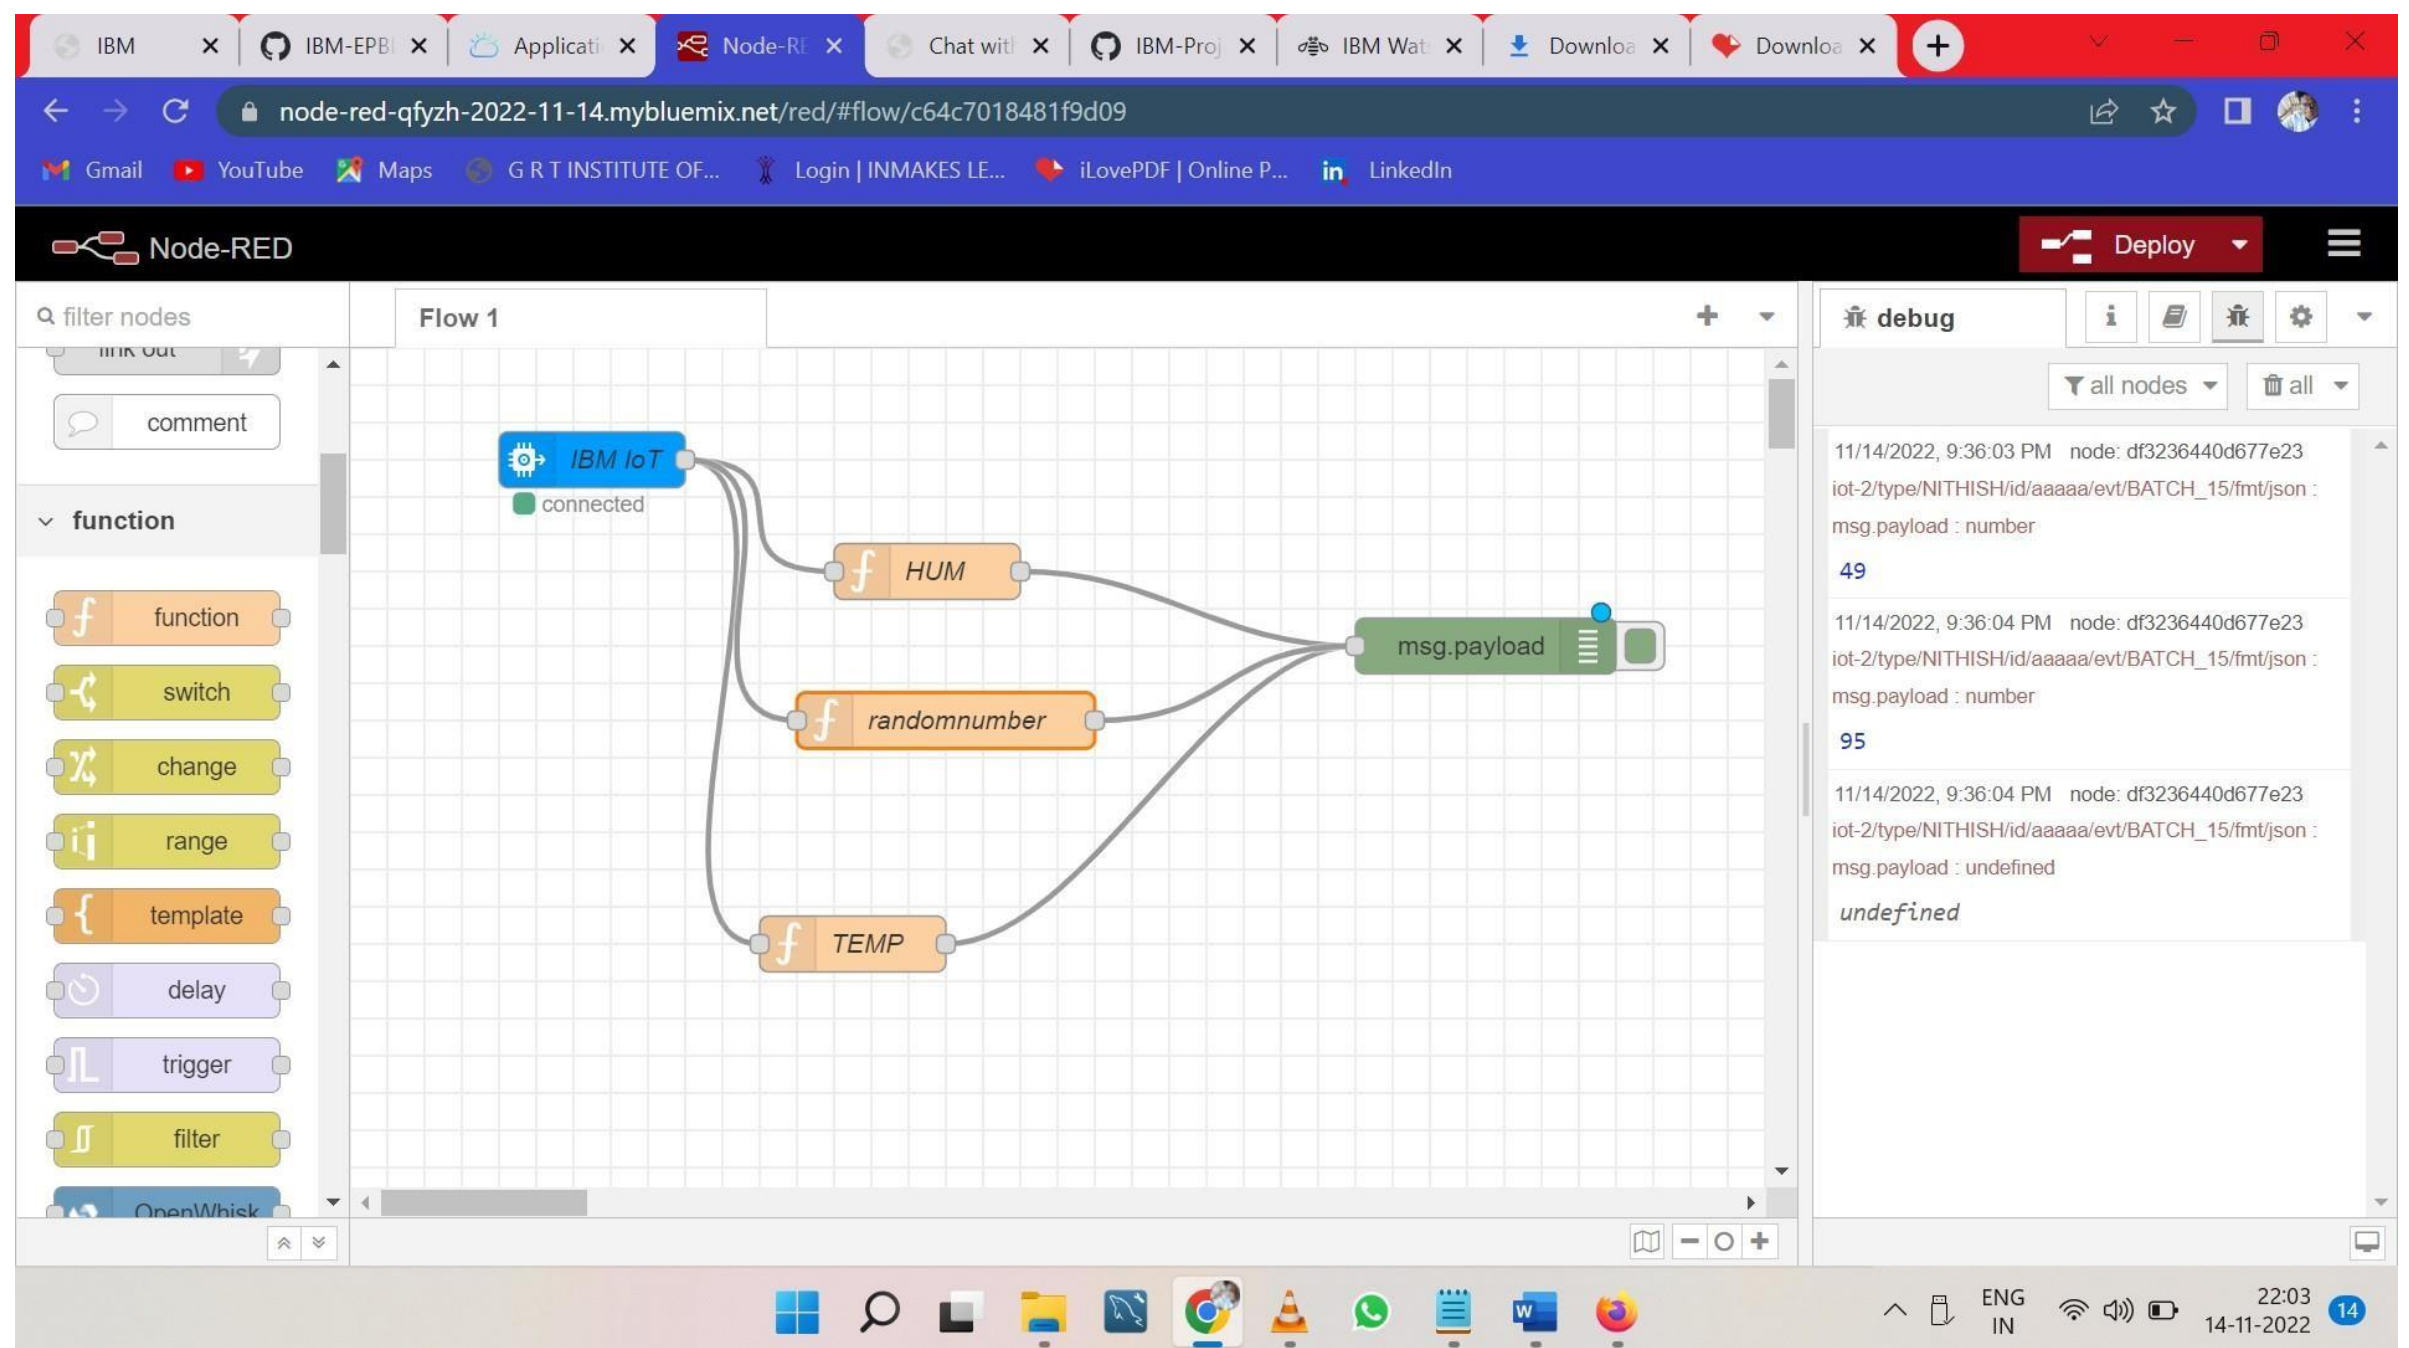 IBM
IBM-EPBL
Applicati
Node-RE
Chat with
IBM-Proj
IBM Wat
Downloa
Downloa
node-red-qfyzh-2022-11-14.mybluemix.net/red/#flow/c64c7018481f9d09
Gmail
YouTube
Maps
G R T INSTITUTE OF...
Login | INMAKES LE...
iLovePDF | Online P...
LinkedIn
Node-RED
Deploy
filter nodes
Flow 1
debug
all nodes
all
link out
comment
function
function
switch
change
range
template
delay
trigger
filter
OpenWhisk
IBM IoT
connected
HUM
randomnumber
TEMP
msg.payload
11/14/2022, 9:36:03 PM node: df3236440d677e23
iot-2/type/NITHISH/id/aaaaa/evt/BATCH_15/fmt/json :
msg.payload : number
49
11/14/2022, 9:36:04 PM node: df3236440d677e23
iot-2/type/NITHISH/id/aaaaa/evt/BATCH_15/fmt/json :
msg.payload : number
95
11/14/2022, 9:36:04 PM node: df3236440d677e23
iot-2/type/NITHISH/id/aaaaa/evt/BATCH_15/fmt/json :
msg.payload : undefined
undefined
ENG
IN
22:03
14-11-2022
14